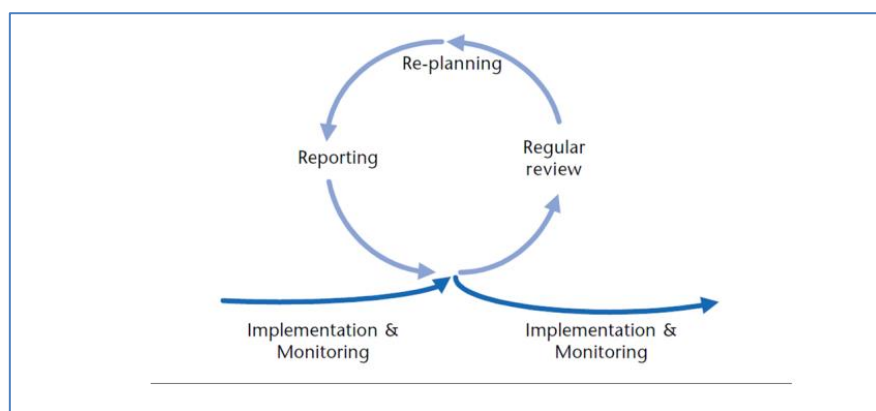 Re-planning
Reporting
Regular
review
Implementation &
Monitoring
Implementation &
Monitoring